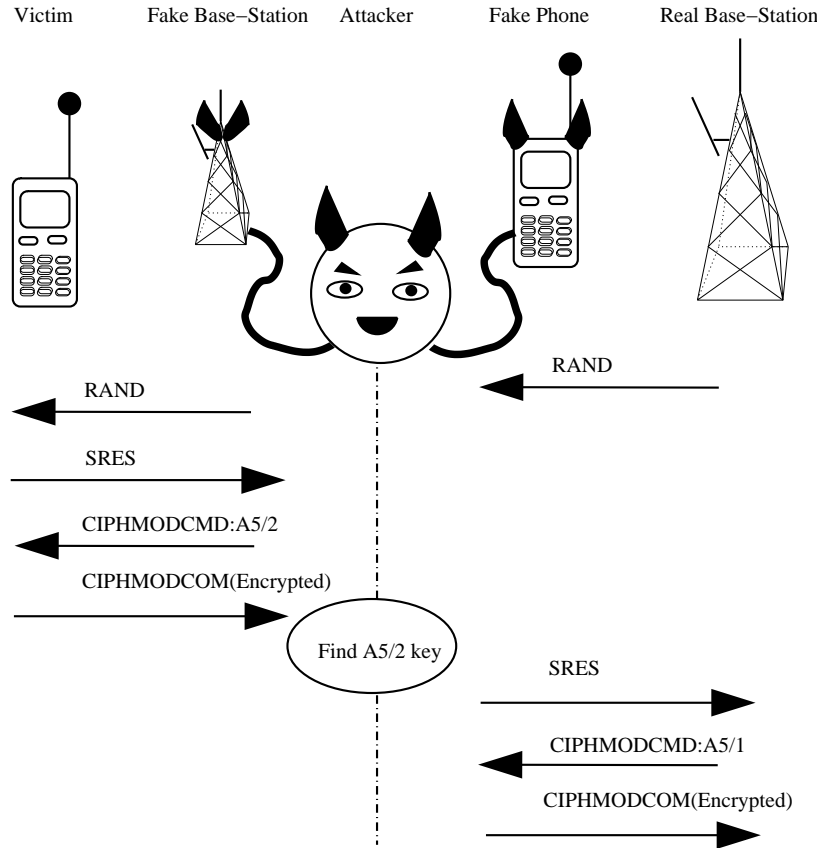 Victim
Fake Base−Station
Attacker
Fake Phone
Real Base−Station
RAND
RAND
SRES
CIPHMODCMD:A5/2
CIPHMODCOM(Encrypted)
Find A5/2 key
SRES
CIPHMODCMD:A5/1
CIPHMODCOM(Encrypted)